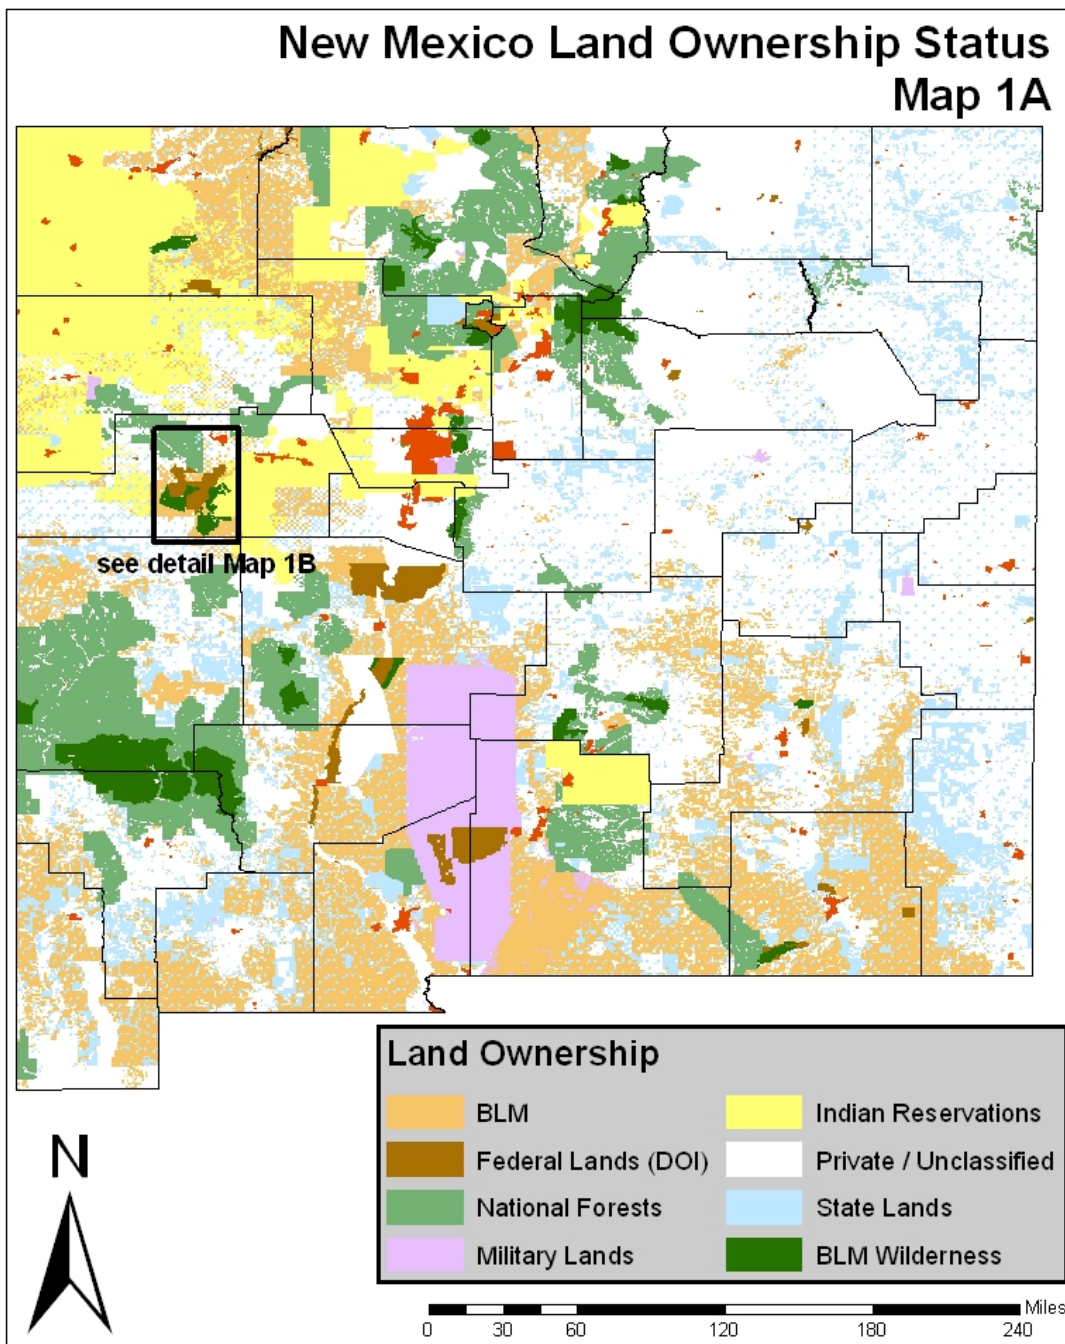 New Mexico Land Ownership Status
Map 1A
see detail Map 1B
Land Ownership
BLM
Indian Reservations
Federal Lands (DOI)
Private / Unclassified
National Forests
State Lands
Military Lands
BLM Wilderness
N
Miles
0 30 60 120 180 240